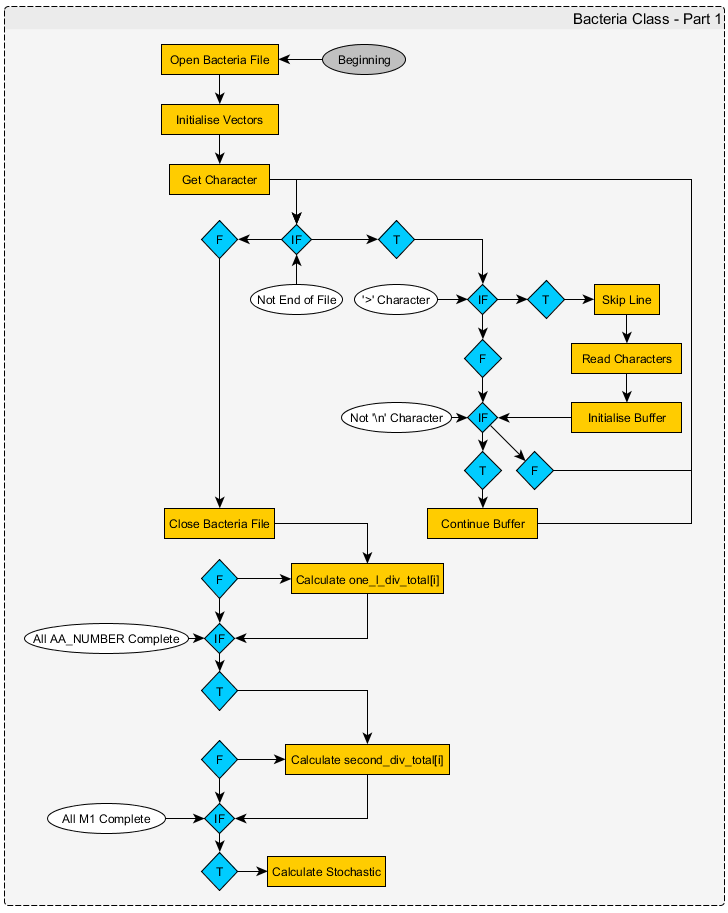 Bacteria Class - Part 1
Open Bacteria File
Beginning
Initialise Vectors
Get Character
F
IF
T
Not End of File
'>' Character
IF
T
Skip Line
F
Read Characters
Not '\n' Character
IF
Initialise Buffer
T
F
Close Bacteria File
Continue Buffer
F
Calculate one_l_div_total[i]
All AA_NUMBER Complete
IF
T
F
Calculate second_div_total[i]
All M1 Complete
IF
T
Calculate Stochastic